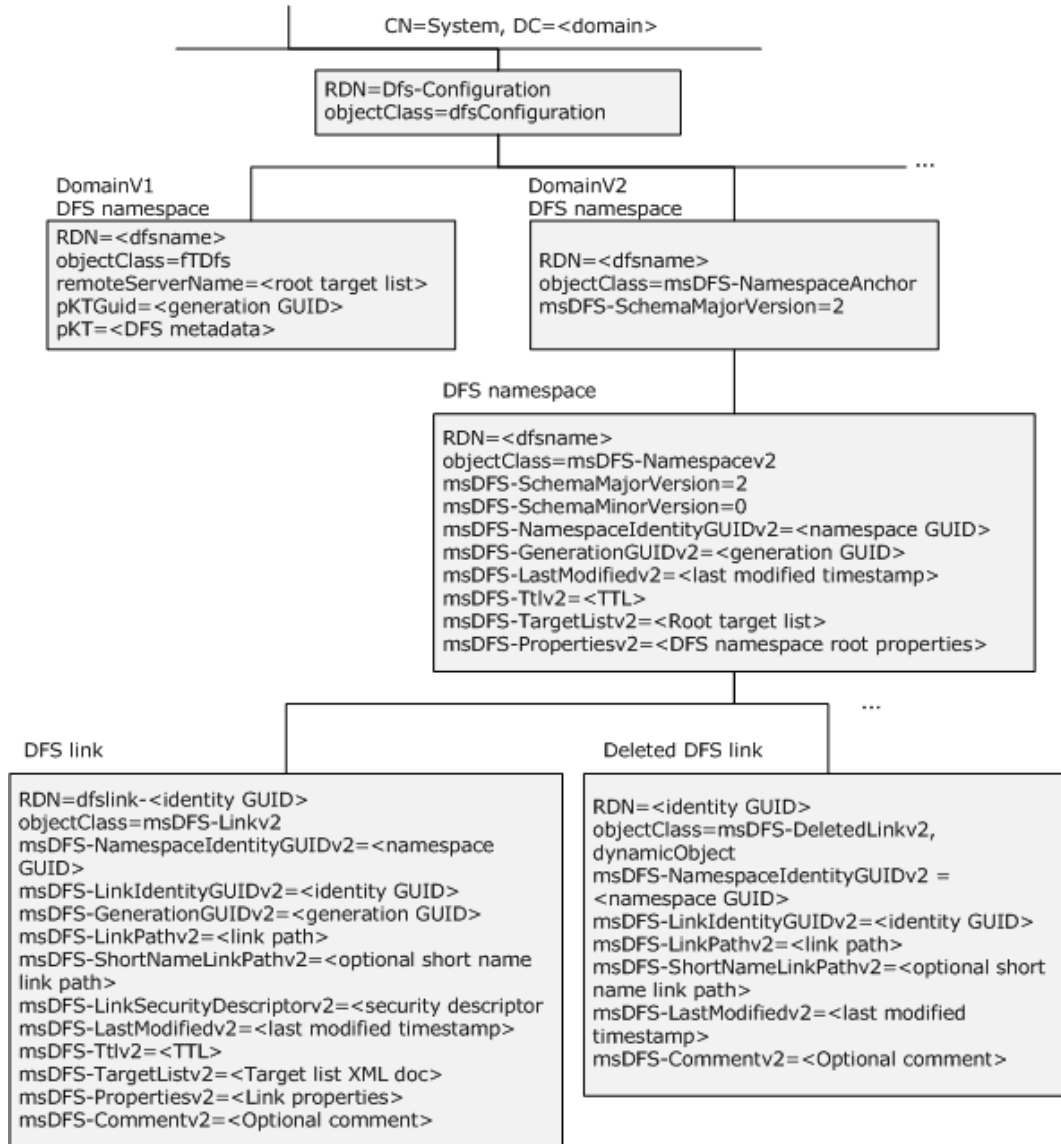 CN=System, DC=<domain>
RDN=Dfs-Configuration
objectClass=dfsConfiguration
...
DomainV1
DFS namespace
RDN=<dfsname>
objectClass=fTDfs
remoteServerName=<root target list>
pKTGuid=<generation GUID>
pKT=<DFS metadata>
DomainV2
DFS namespace
RDN=<dfsname>
objectClass=msDFS-NamespaceAnchor
msDFS-SchemaMajorVersion=2
DFS namespace
RDN=<dfsname>
objectClass=msDFS-Namespacev2
msDFS-SchemaMajorVersion=2
msDFS-SchemaMinorVersion=0
msDFS-NamespaceIdentityGUIDv2=<namespace GUID>
msDFS-GenerationGUIDv2=<generation GUID>
msDFS-LastModifiedv2=<last modified timestamp>
msDFS-Ttlv2=<TTL>
msDFS-TargetListv2=<Root target list>
msDFS-Propertiesv2=<DFS namespace root properties>
...
DFS link
RDN=dfslink-<identity GUID>
objectClass=msDFS-Linkv2
msDFS-NamespaceIdentityGUIDv2=<namespace
GUID>
msDFS-LinkIdentityGUIDv2=<identity GUID>
msDFS-GenerationGUIDv2=<generation GUID>
msDFS-LinkPathv2=<link path>
msDFS-ShortNameLinkPathv2=<optional short name
link path>
msDFS-LinkSecurityDescriptorv2=<security descriptor
msDFS-LastModifiedv2=<last modified timestamp>
msDFS-Ttlv2=<TTL>
msDFS-TargetListv2=<Target list XML doc>
msDFS-Propertiesv2=<Link properties>
msDFS-Commentv2=<Optional comment>
Deleted DFS link
RDN=<identity GUID>
objectClass=msDFS-DeletedLinkv2,
dynamicObject
msDFS-NamespaceIdentityGUIDv2 =
<namespace GUID>
msDFS-LinkIdentityGUIDv2=<identity GUID>
msDFS-LinkPathv2=<link path>
msDFS-ShortNameLinkPathv2=<optional short
name link path>
msDFS-LastModifiedv2=<last modified
timestamp>
msDFS-Commentv2=<Optional comment>